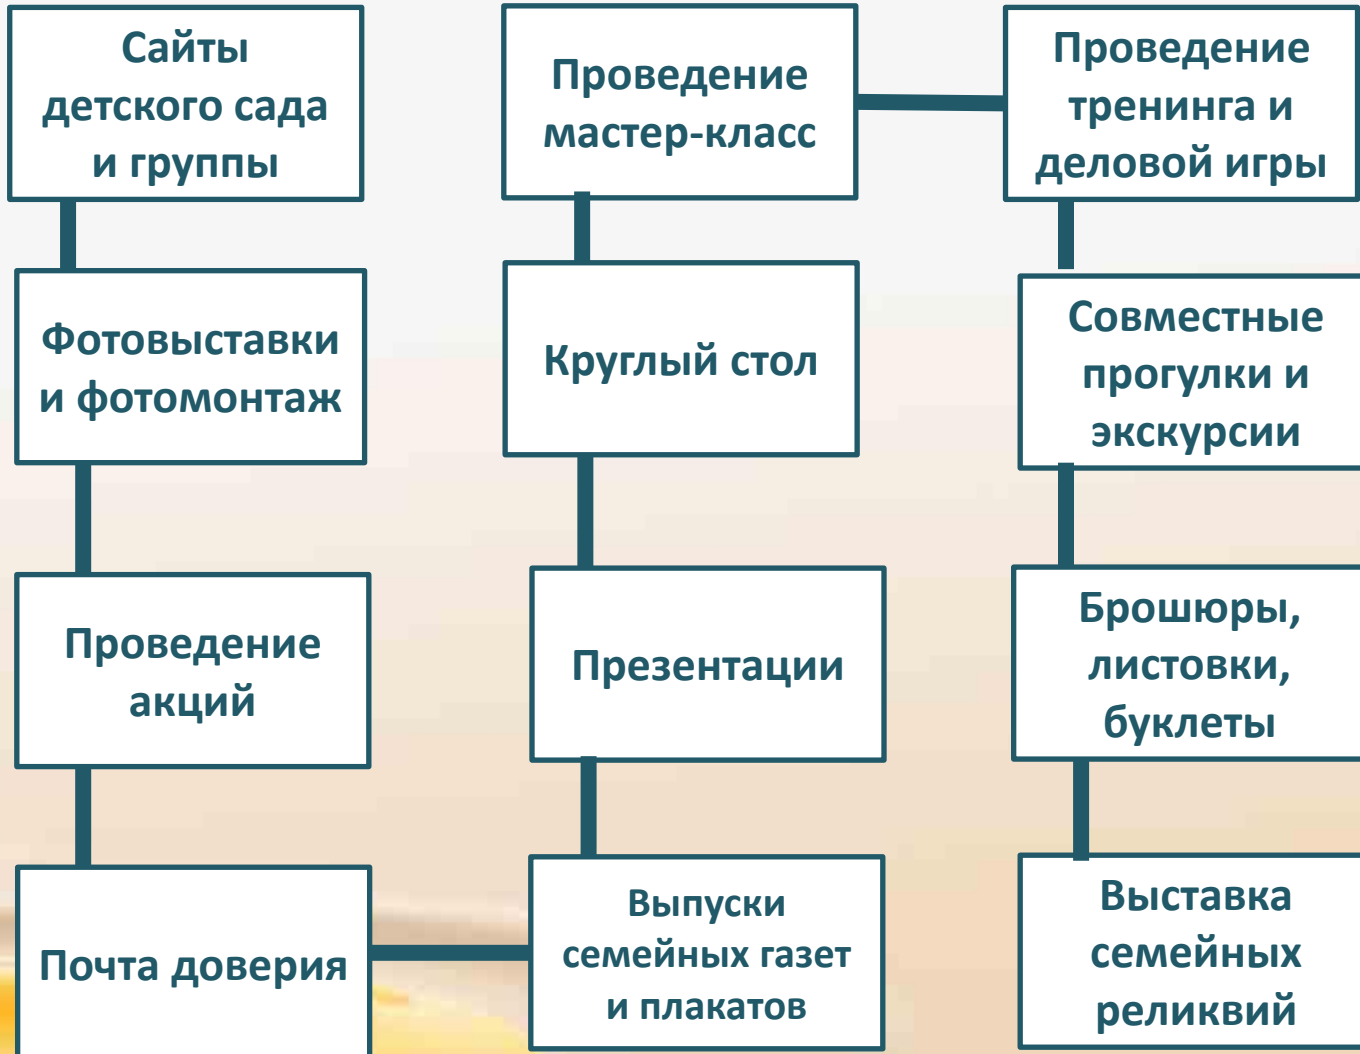 Сайты
детского сада
и группы
Фотовыставки
и фотомонтаж
Проведение
акций
Почта доверия
Проведение
мастер-класс
Круглый стол
Презентации
Выпуски
семейных газет
и плакатов
Проведение
тренинга и
деловой игры
Совместные
прогулки и
экскурсии
Брошюры,
листовки,
буклеты
Выставка
семейных
реликвий